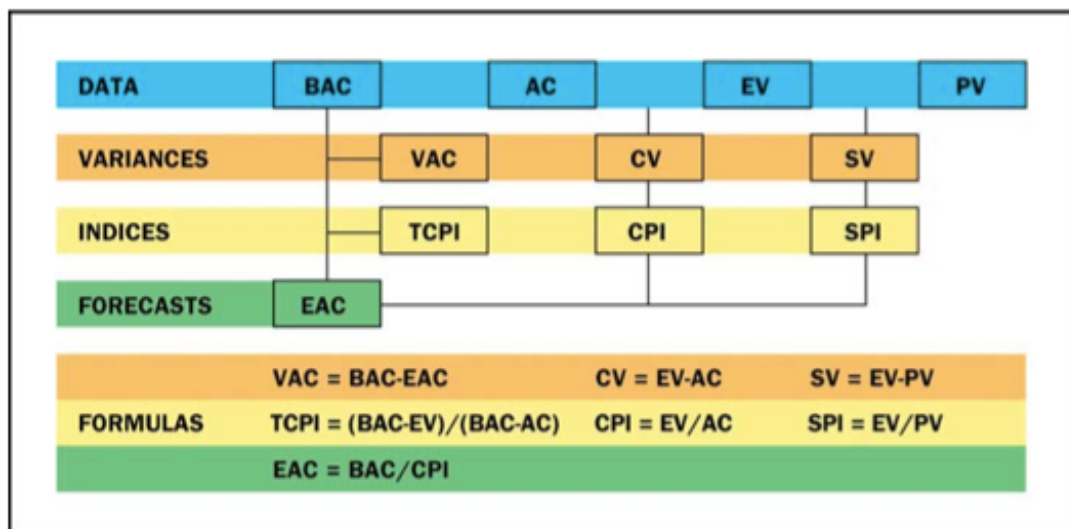 DATA BAC AC EV PV
VARIANCES VAC CV SV
INDICES TCPI CPI SPI
FORECASTS EAC
VAC = BAC-EAC CV = EV-AC SV = EV-PV
FORMULAS TCPI = (BAC-EV)/(BAC-AC) CPI = EV/AC SPI = EV/PV
EAC = BAC/CPI